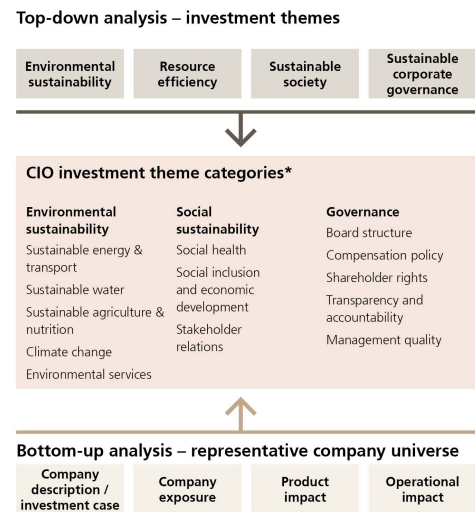 Top-down analysis – investment themes
Environmental
sustainability
Resource
efficiency
Sustainable
society
Sustainable
corporate
governance
CIO investment theme categories*
Environmental
sustainability
Sustainable energy &
transport
Sustainable water
Sustainable agriculture &
nutrition
Climate change
Environmental services
Social
sustainability
Social health
Social inclusion
and economic
development
Stakeholder
relations
Governance
Board structure
Compensation policy
Shareholder rights
Transparency and
accountability
Management quality
Bottom-up analysis – representative company universe
Company
description /
investment case
Company
exposure
Product
impact
Operational
impact